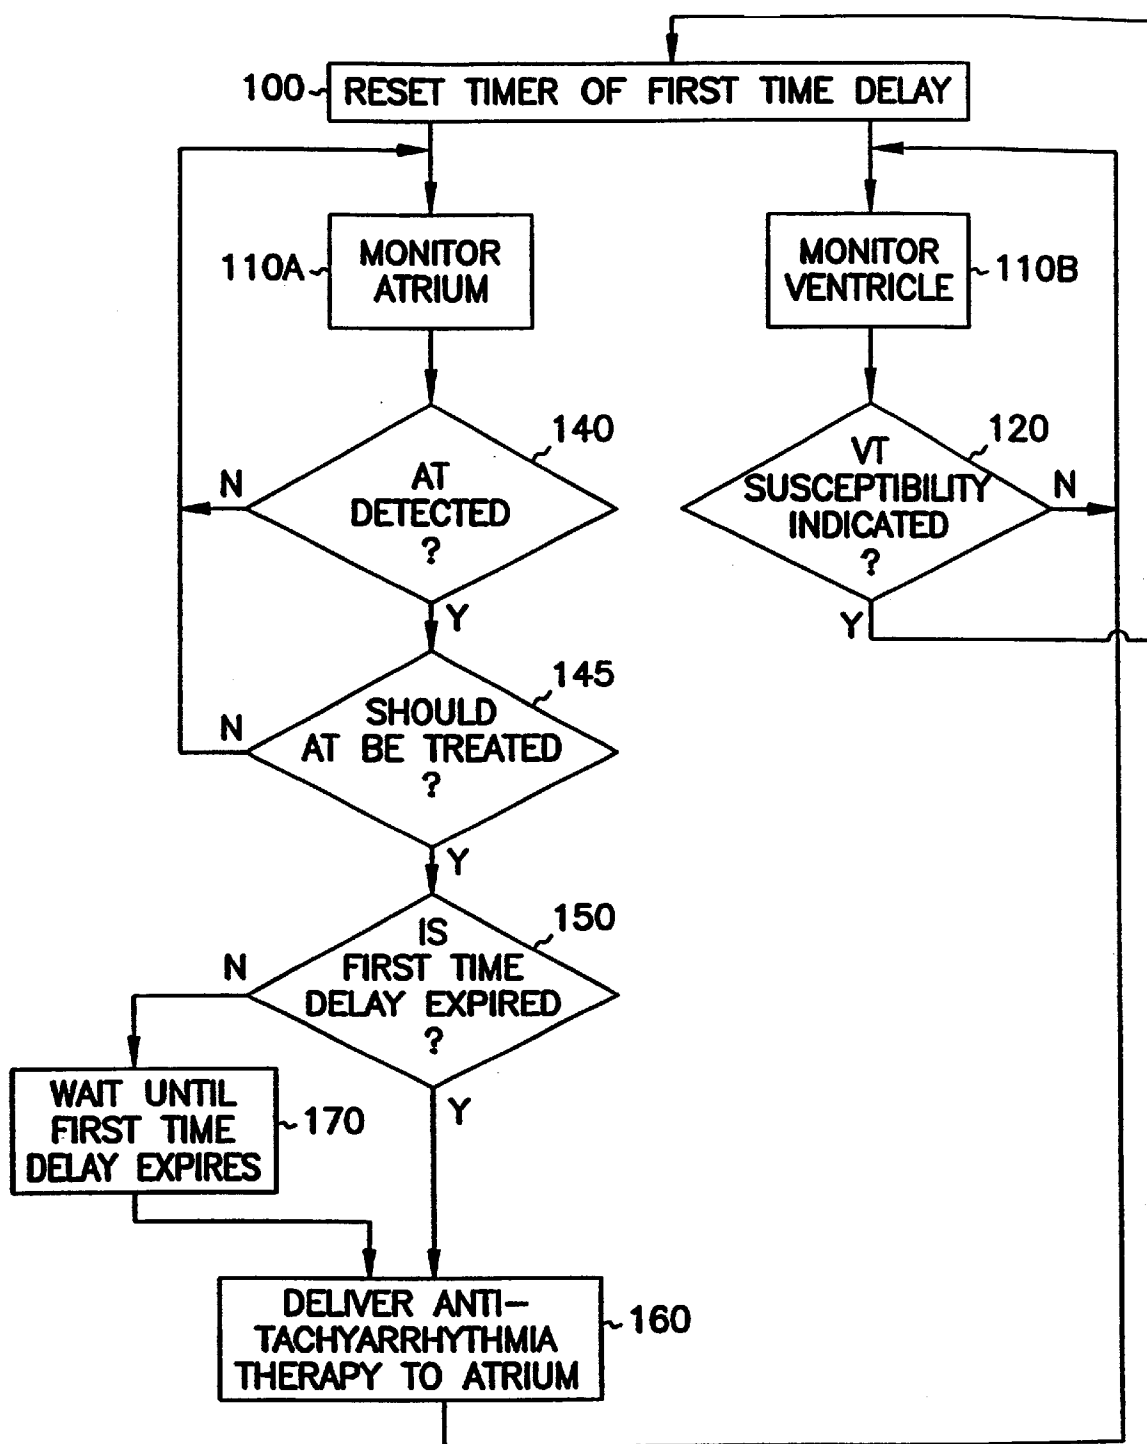 100
RESET TIMER OF FIRST TIME DELAY
110A
MONITOR
ATRIUM
MONITOR
VENTRICLE
110B
140
AT
DETECTED
?
N
Y
120
VT
SUSCEPTIBILITY
INDICATED
?
N
Y
145
SHOULD
AT BE TREATED
?
N
Y
150
IS
FIRST TIME
DELAY EXPIRED
?
N
Y
WAIT UNTIL
FIRST TIME
DELAY EXPIRES
170
DELIVER ANTI-
TACHYARRHYTHMIA
THERAPY TO ATRIUM
160